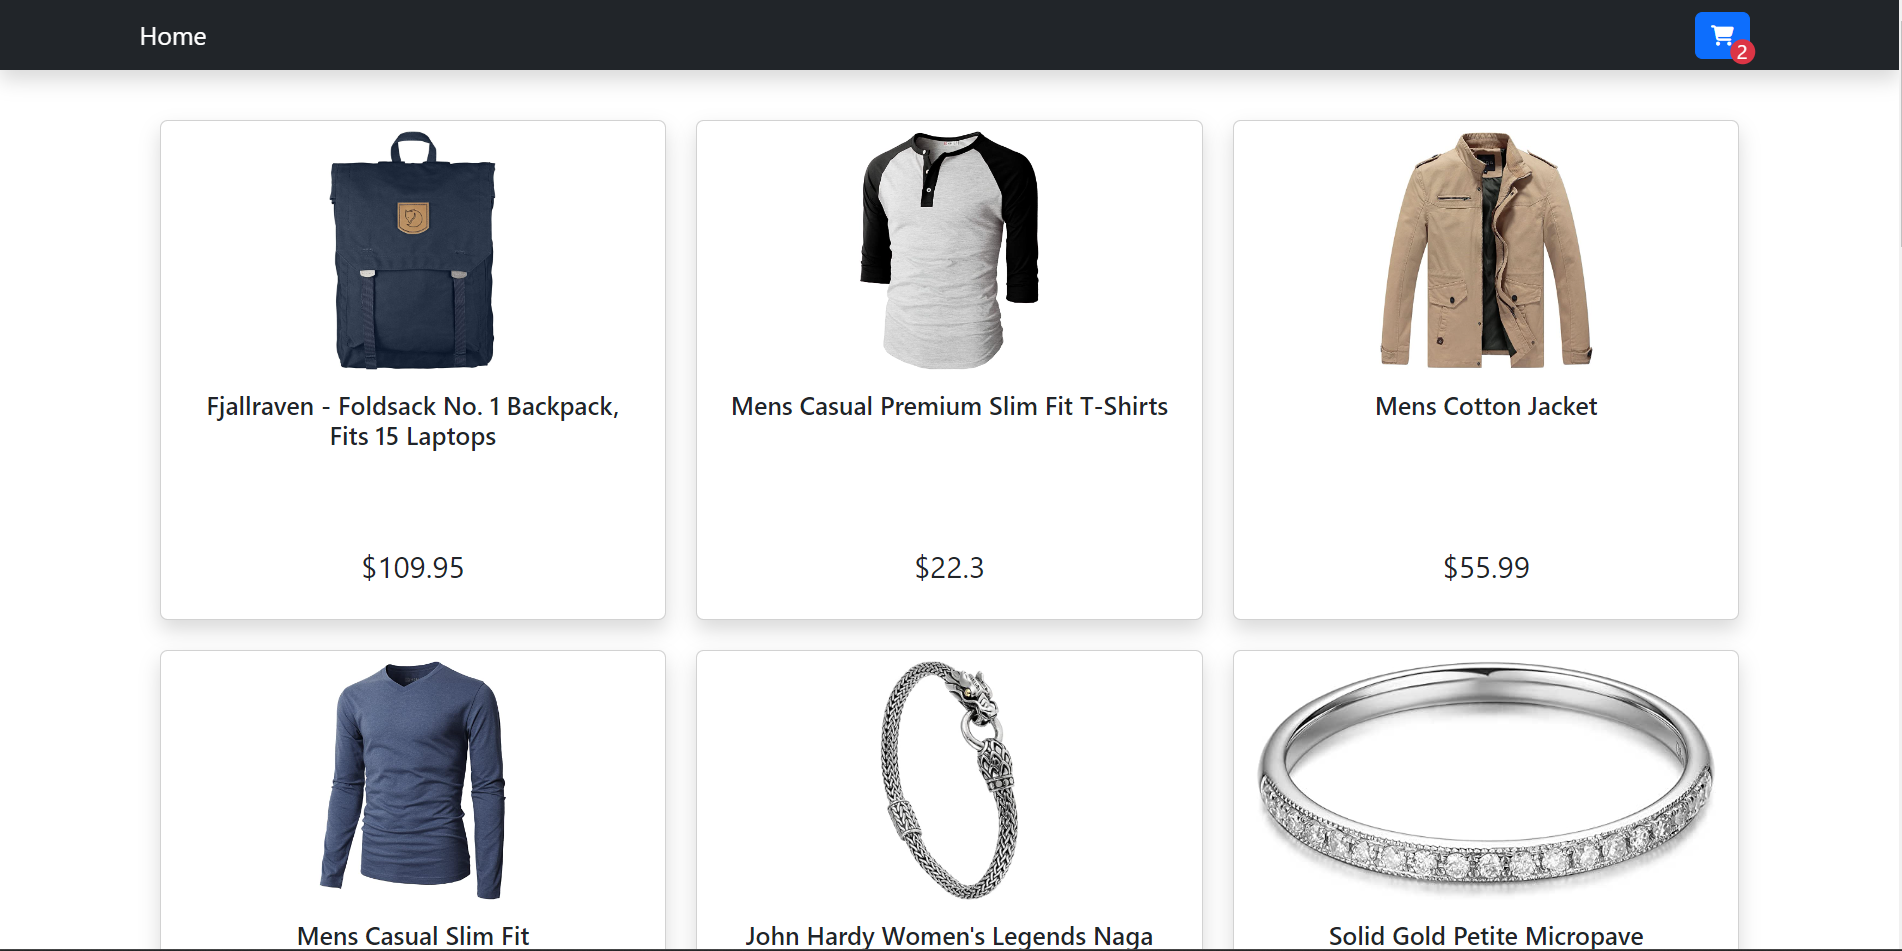 Home
2
Fjallraven - Foldsack No. 1 Backpack,
Fits 15 Laptops
Mens Casual Premium Slim Fit T-Shirts
Mens Cotton Jacket
$109.95
$22.3
$55.99
Mens Casual Slim Fit
John Hardy Women's Legends Naga
Solid Gold Petite Micropave